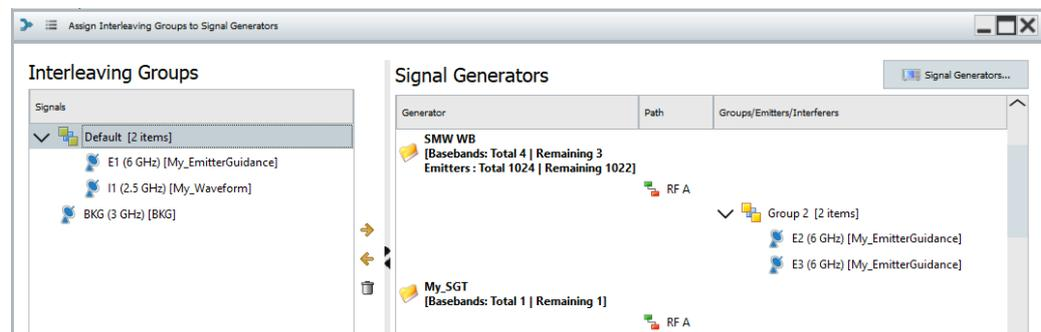 Assign Interleaving Groups to Signal Generators
Interleaving Groups
Signals
Default [2 items]
E1 (6 GHz) [My_EmitterGuidance]
I1 (2.5 GHz) [My_Waveform]
BKG (3 GHz) [BKG]
Signal Generators
Signal Generators...
Generator
Path
Groups/Emitters/Interferers
SMW WB
[Basebands: Total 4 | Remaining 3
Emitters : Total 1024 | Remaining 1022]
RF A
Group 2 [2 items]
E2 (6 GHz) [My_EmitterGuidance]
E3 (6 GHz) [My_EmitterGuidance]
My_SGT
[Basebands: Total 1 | Remaining 1]
RF A